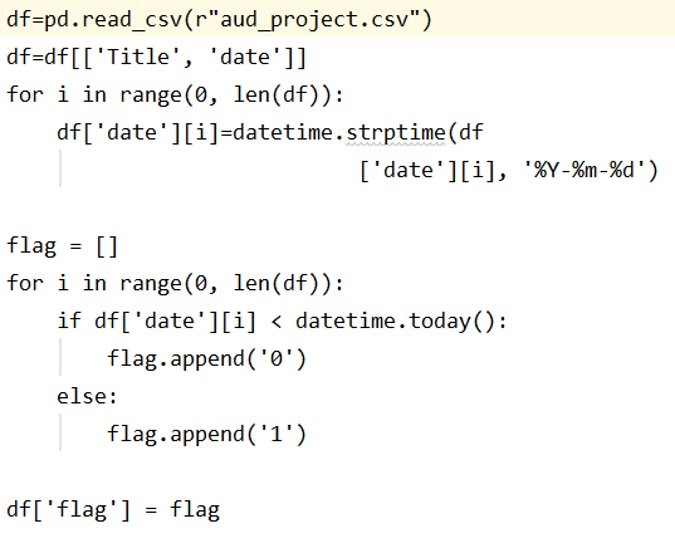 df=pd.read_csv(r"aud_project.csv")
df=df[['Title', 'date']]
for i in range(0, len(df)):
    df['date'][i]=datetime.strptime(df
                            ['date'][i], '%Y-%m-%d')

flag = []
for i in range(0, len(df)):
    if df['date'][i] < datetime.today():
        flag.append('0')
    else:
        flag.append('1')

df['flag'] = flag